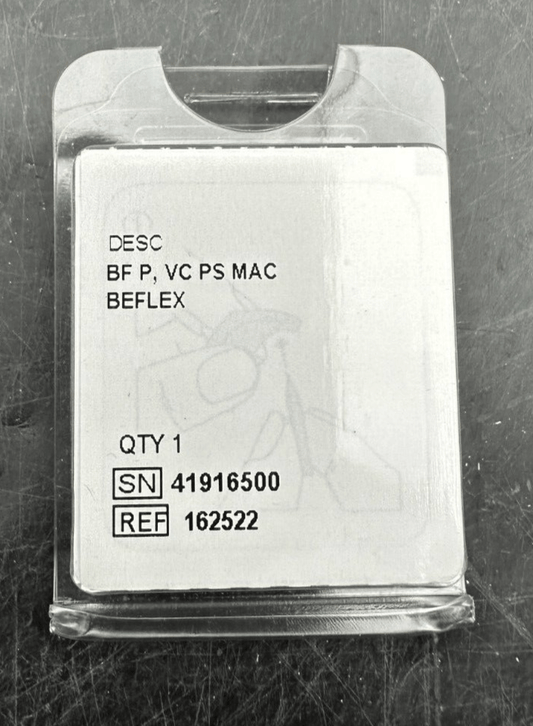 DESC
BF P, VC PS MAC
BEFLEX
QTY 1
SN 41916500
REF 162522